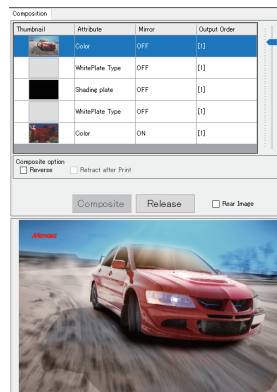 Composition
Thumbnail Attribute Mirror Output Order
Color OFF [1]
WhitePlate Type OFF [1]
Shading plate OFF [1]
WhitePlate Type OFF [1]
Color ON [1]
Composite option
Reverse Retract after Print
Composite Release Rear Image